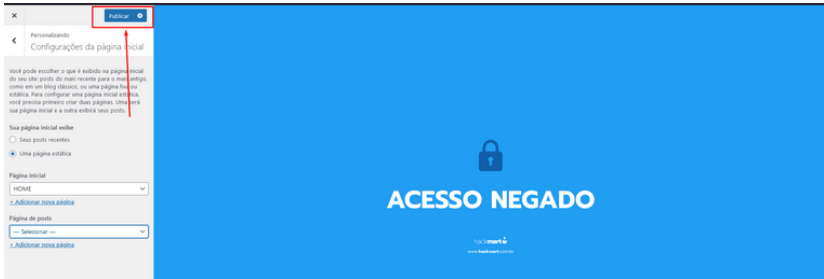 Publicar
Personalizando
Configurações da página inicial
Você pode escolher o que é exibido na página inicial
do seu site: posts do mais recente para o mais antigo,
como em um blog clássico, ou uma página fixa ou
estática. Para configurar uma página inicial estática,
você precisa primeiro criar duas páginas. Uma será
sua página inicial e a outra exibirá seus posts.
Sua página inicial exibe
Seus posts recentes
Uma página estática
Página inicial
HOME
+ Adicionar nova página
Página de posts
— Selecionar —
+ Adicionar nova página
ACESSO NEGADO
hackmart
www.hackmart.com.br